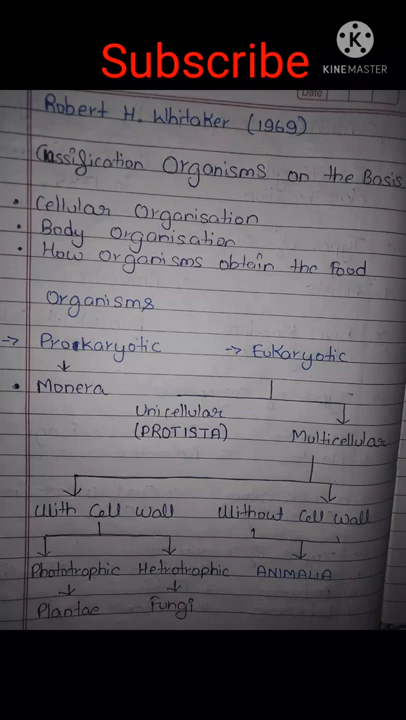 Subscribe
K
KINEMASTER
Date
Robert H. Whitaker (1969)
Classification Organisms on the Basis
• Cellular Organisation
• Body Organisation
• How organisms obtain the food
Organisms
→ Prokaryotic → Eukaryotic
• Monera
Unicellular
(PROTISTA) Multicellular
With Cell Wall Without Cell Wall
Phototrophic Hetrotrophic ANIMALIA
Plantae Fungi